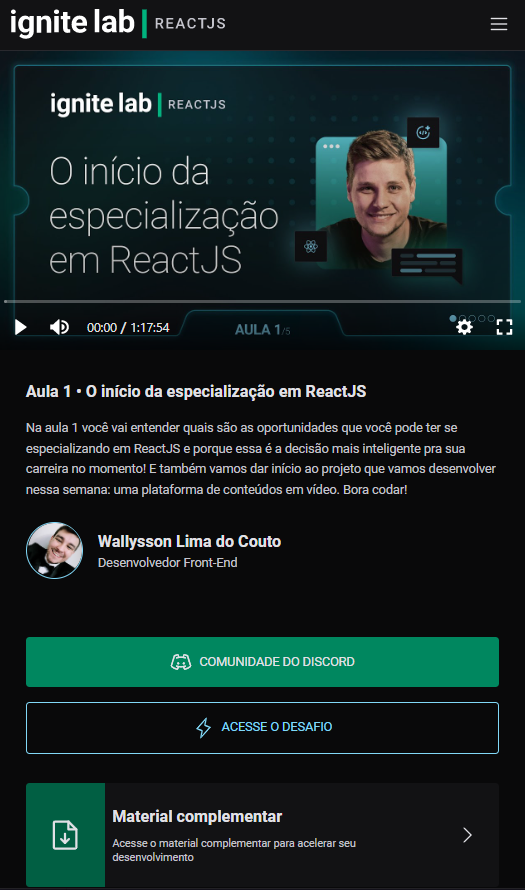 ignite lab | REACTJS
ignite lab | REACTJS
O início da
especialização
em ReactJS
00:00 / 1:17:54
AULA 1/5
Aula 1 • O início da especialização em ReactJS
Na aula 1 você vai entender quais são as oportunidades que você pode ter se
especializando em ReactJS e porque essa é a decisão mais inteligente pra sua
carreira no momento! E também vamos dar início ao projeto que vamos desenvolver
nessa semana: uma plataforma de conteúdos em vídeo. Bora codar!
Wallysson Lima do Couto
Desenvolvedor Front-End
COMUNIDADE DO DISCORD
ACESSE O DESAFIO
Material complementar
Acesse o material complementar para acelerar seu
desenvolvimento